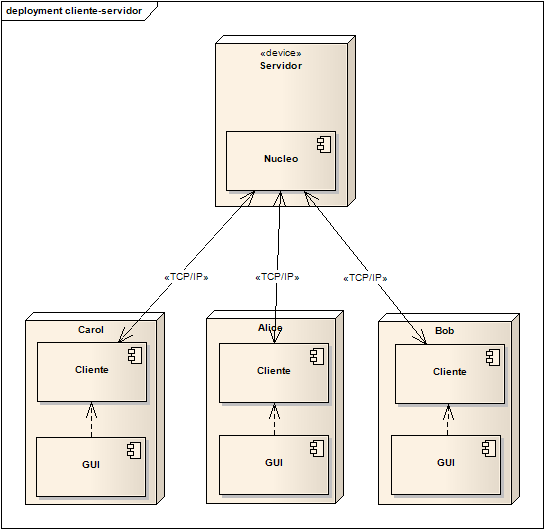 deployment cliente-servidor
«device»
Servidor
Nucleo
«TCP/IP»
«TCP/IP»
«TCP/IP»
Carol
Alice
Bob
Cliente
Cliente
Cliente
GUI
GUI
GUI